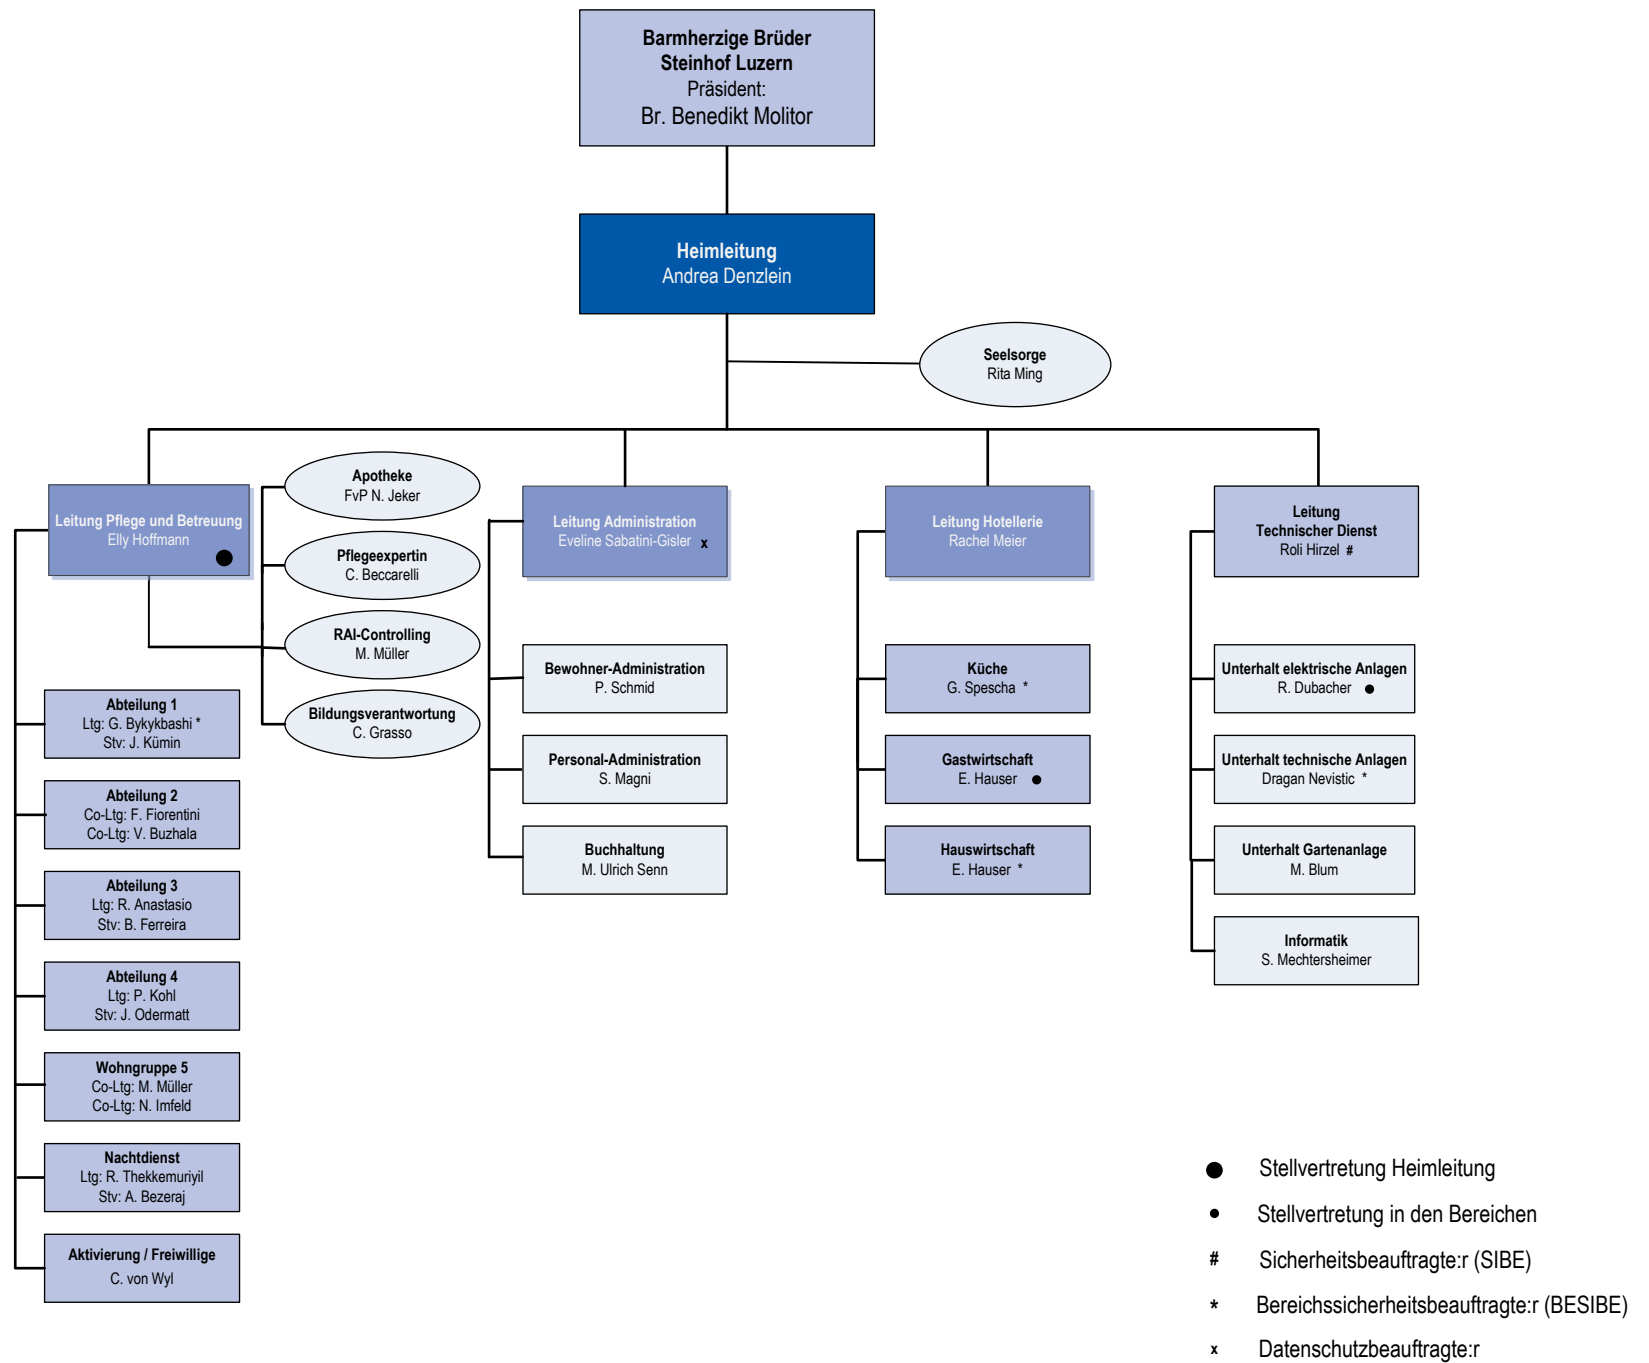 Barmherzige Brüder
Steinhof Luzern
Präsident:
Br. Benedikt Molitor
Heimleitung
Andrea Denzlein
Seelsorge
Rita Ming
Leitung Pflege und Betreuung
Elly Hoffmann
Apotheke
FvP N. Jeker
Pflegeexpertin
C. Beccarelli
RAI-Controlling
M. Müller
Bildungsverantwortung
C. Grasso
Abteilung 1
Ltg: G. Bykykbashi *
Stv: J. Kümin
Abteilung 2
Co-Ltg: F. Fiorentini
Co-Ltg: V. Buzhala
Abteilung 3
Ltg: R. Anastasio
Stv: B. Ferreira
Abteilung 4
Ltg: P. Kohl
Stv: J. Odermatt
Wohngruppe 5
Co-Ltg: M. Müller
Co-Ltg: N. Imfeld
Nachtdienst
Ltg: R. Thekkemuriyil
Stv: A. Bezeraj
Aktivierung / Freiwillige
C. von Wyl
Leitung Administration
Eveline Sabatini-Gisler x
Bewohner-Administration
P. Schmid
Personal-Administration
S. Magni
Buchhaltung
M. Ulrich Senn
Leitung Hotellerie
Rachel Meier
Küche
G. Spescha *
Gastwirtschaft
E. Hauser ●
Hauswirtschaft
E. Hauser *
Leitung
Technischer Dienst
Roli Hirzel #
Unterhalt elektrische Anlagen
R. Dubacher ●
Unterhalt technische Anlagen
Dragan Nevistic *
Unterhalt Gartenanlage
M. Blum
Informatik
S. Mechtersheimer
● Stellvertretung Heimleitung
● Stellvertretung in den Bereichen
# Sicherheitsbeauftragte:r (SIBE)
* Bereichssicherheitsbeauftragte:r (BESIBE)
x Datenschutzbeauftragte:r